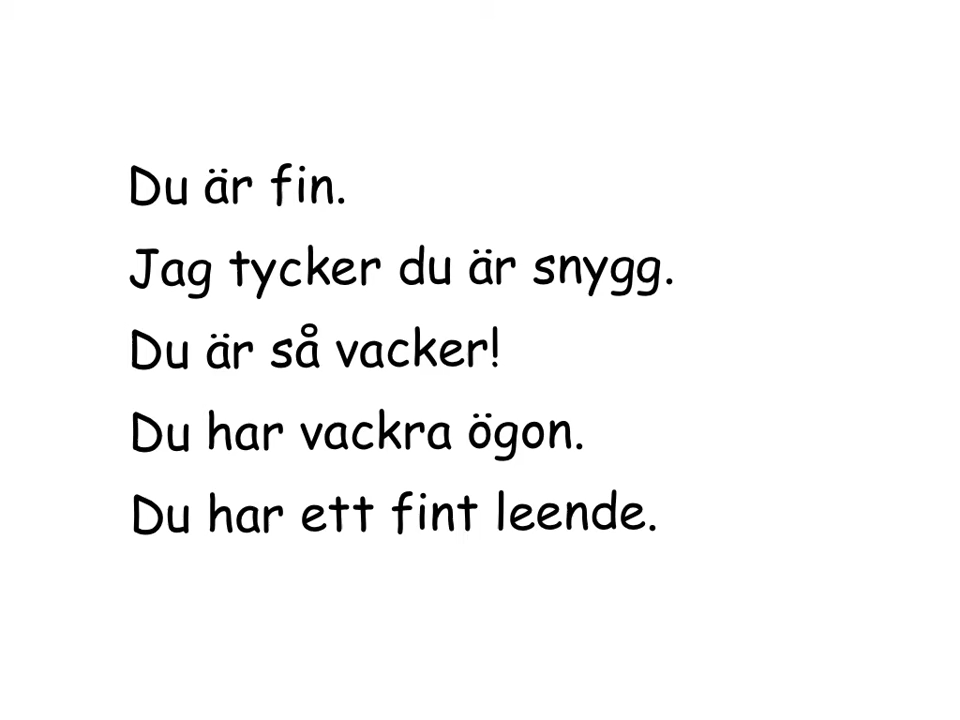 Du är fin.
Jag tycker du är snygg.
Du är så vacker!
Du har vackra ögon.
Du har ett fint leende.